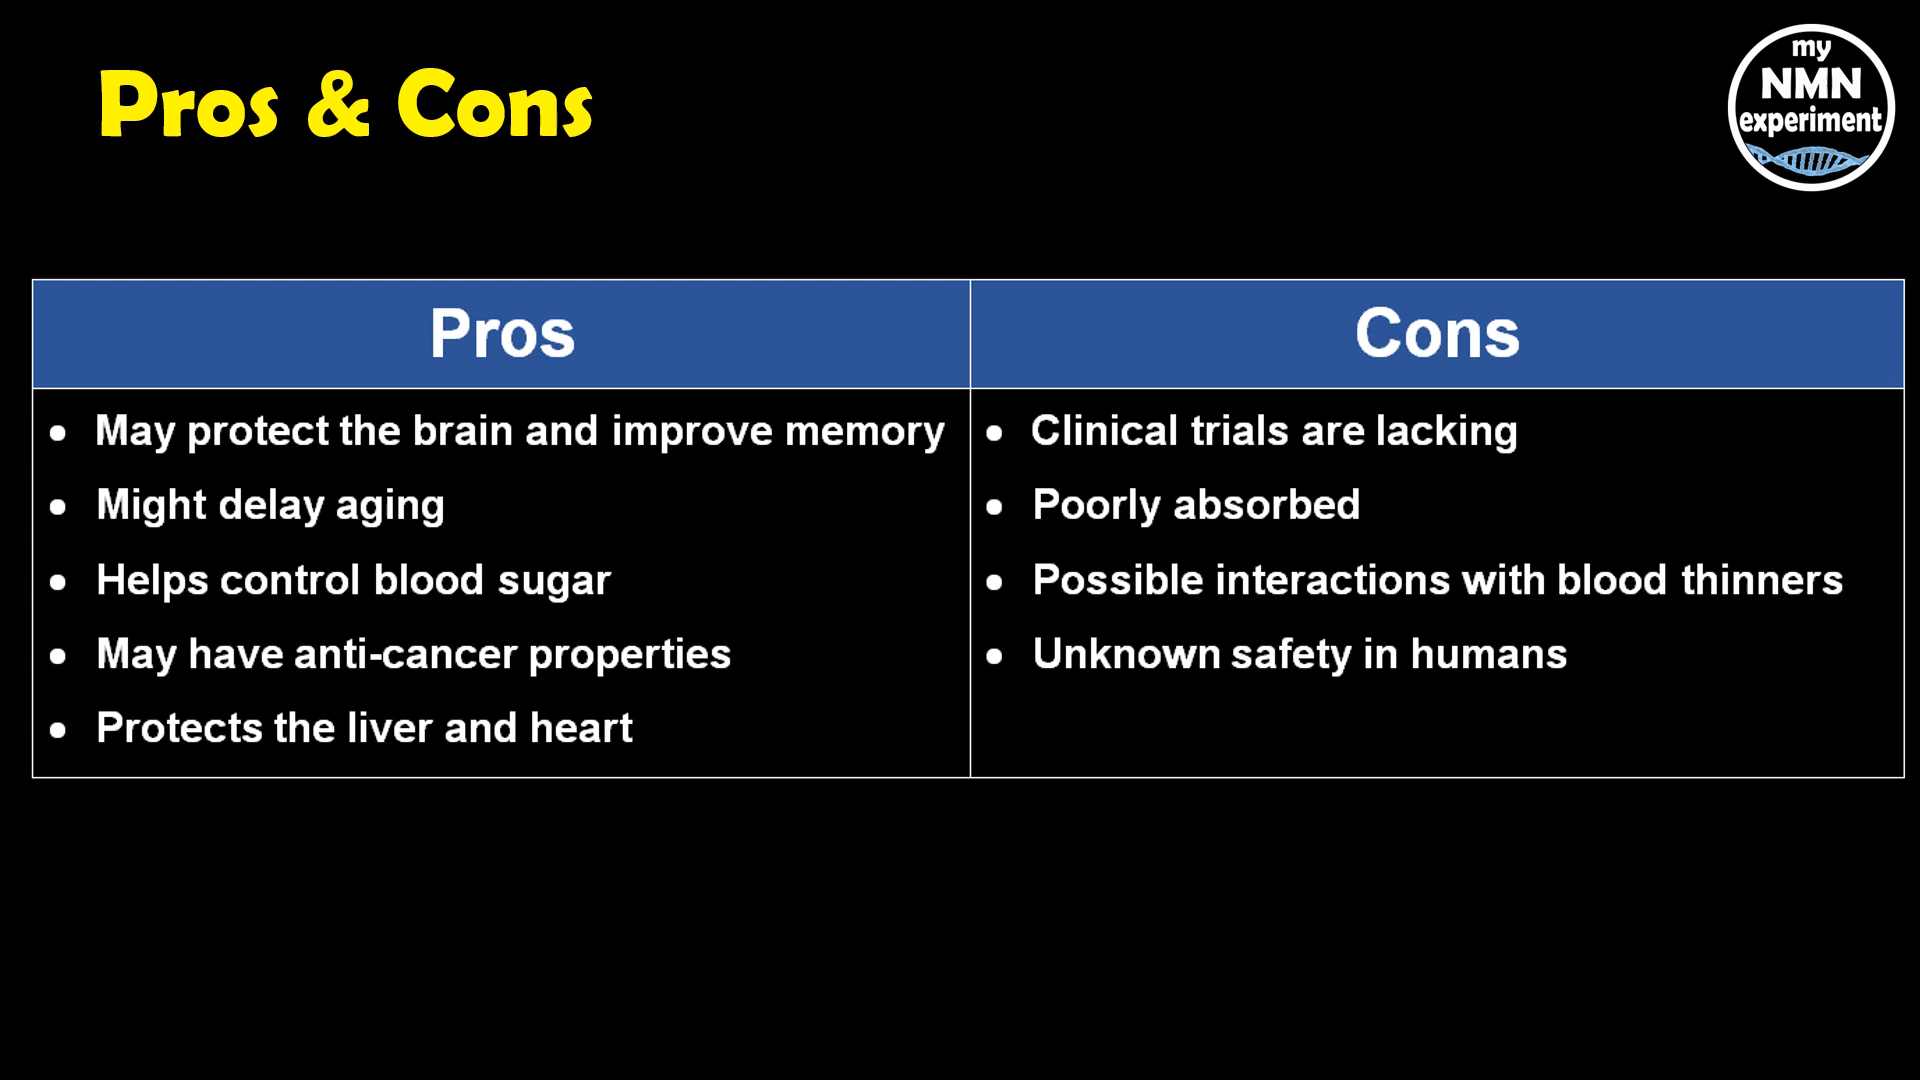 Pros & Cons
my
NMN
experiment
Pros
Cons
• May protect the brain and improve memory
• Might delay aging
• Helps control blood sugar
• May have anti-cancer properties
• Protects the liver and heart
• Clinical trials are lacking
• Poorly absorbed
• Possible interactions with blood thinners
• Unknown safety in humans